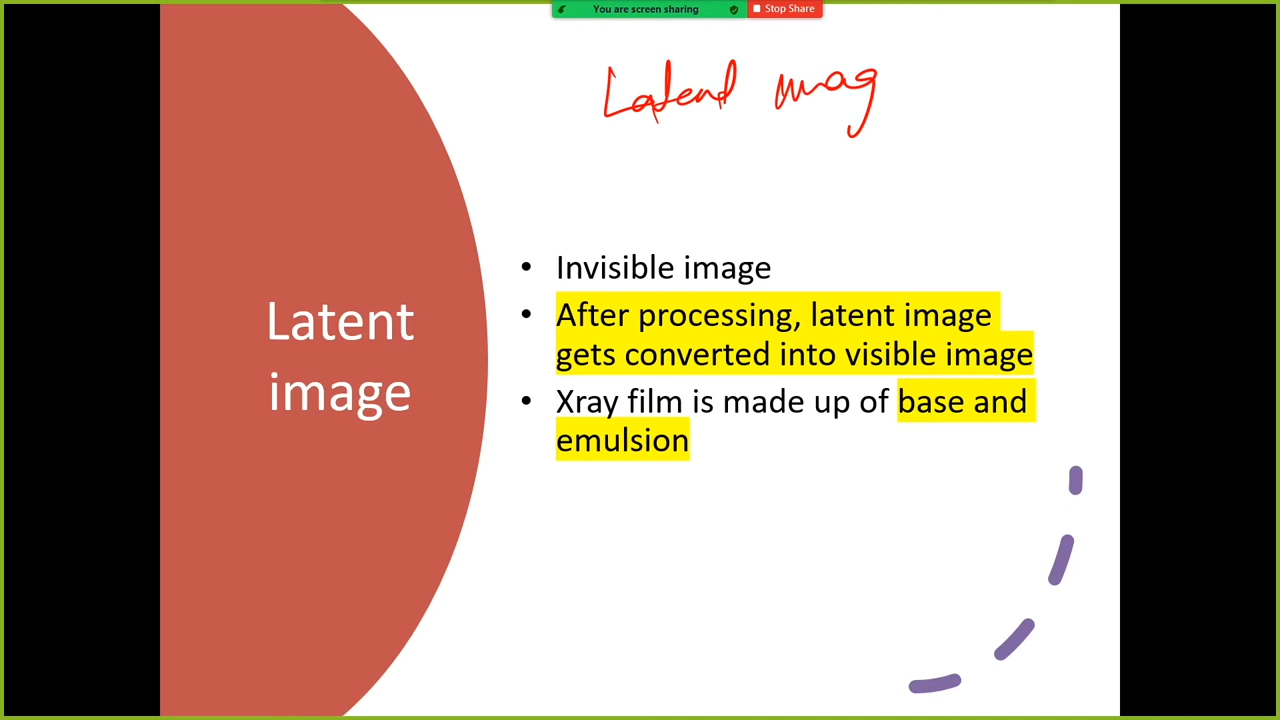 You are screen sharing Stop Share
Latent imag
Latent
image
• Invisible image
• After processing, latent image
gets converted into visible image
• Xray film is made up of base and
emulsion